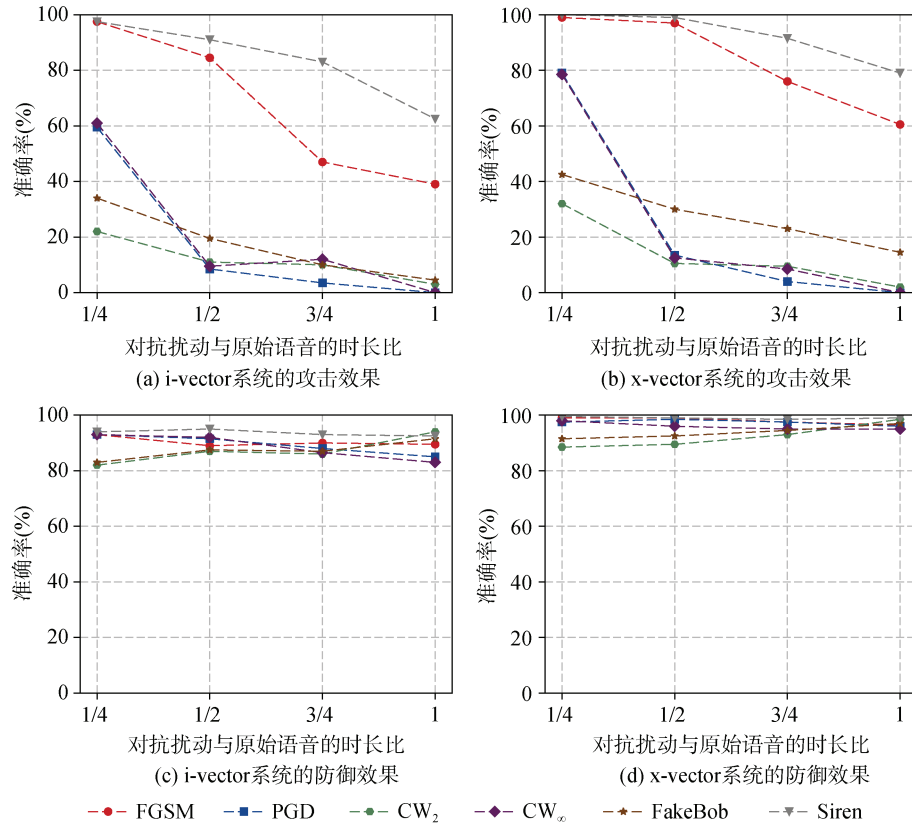 100
80
60
40
20
0
准确率(%)
1/4 1/2 3/4 1
对抗扰动与原始语音的时长比
(a) i-vector系统的攻击效果
100
80
60
40
20
0
准确率(%)
1/4 1/2 3/4 1
对抗扰动与原始语音的时长比
(b) x-vector系统的攻击效果
100
80
60
40
20
0
准确率(%)
1/4 1/2 3/4 1
对抗扰动与原始语音的时长比
(c) i-vector系统的防御效果
100
80
60
40
20
0
准确率(%)
1/4 1/2 3/4 1
对抗扰动与原始语音的时长比
(d) x-vector系统的防御效果
FGSM PGD CW₂ CW∞ FakeBob Siren